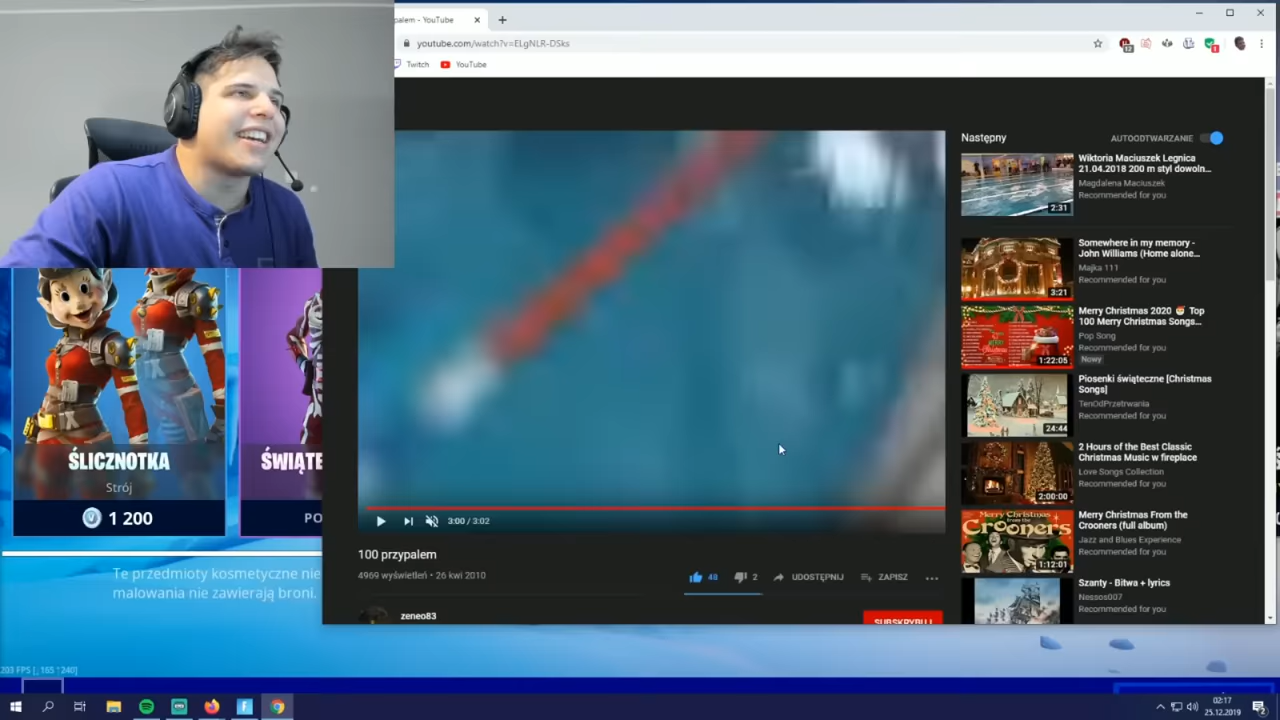 palem - YouTube
youtube.com/watch?v=ELgNLR-DSks
Twitch
YouTube
Następny
AUTOODTWARZANIE
Wiktoria Maciuszek Legnica
21.04.2018 200 m styl dowoln...
Magdalena Maciuszek
Recommended for you
2:31
Somewhere in my memory -
John Williams (Home alone...
Majka 111
Recommended for you
3:21
Merry Christmas 2020 🎅 Top
100 Merry Christmas Songs...
Pop Song
Recommended for you
Nowy
1:22:05
Piosenki świąteczne [Christmas
Songs]
TenOdPrzetrwania
Recommended for you
24:44
2 Hours of the Best Classic
Christmas Music w fireplace
Love Songs Collection
Recommended for you
2:00:00
Merry Christmas From the
Crooners (full album)
Jazz and Blues Experience
Recommended for you
1:12:01
Szanty - Bitwa + lyrics
Nessos007
Recommended for you
3:00 / 3:02
100 przypalem
4969 wyświetleń • 26 kwi 2010
48
2
UDOSTĘPNIJ
ZAPISZ
zeneo83
SUBSKRYBUJ
ŚLICZNOTKA
Strój
1 200
ŚWIĄTE
PO
Te przedmioty kosmetyczne nie
malowania nie zawierają broni.
02:17
25.12.2019